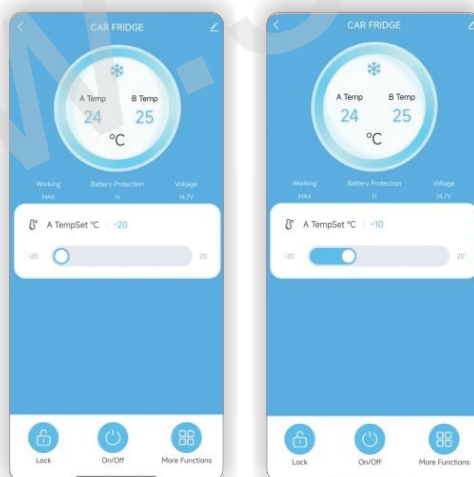 CAR FRIDGE
A Temp B Temp
24 25
°C
Working Battery Protection Voltage
MAX H 14.7V
A TempSet °C · -20
-20 20
Lock On/Off More Functions
CAR FRIDGE
A Temp B Temp
24 25
°C
Working Battery Protection Voltage
MAX H 14.7V
A TempSet °C · -10
-20 20
Lock On/Off More Functions